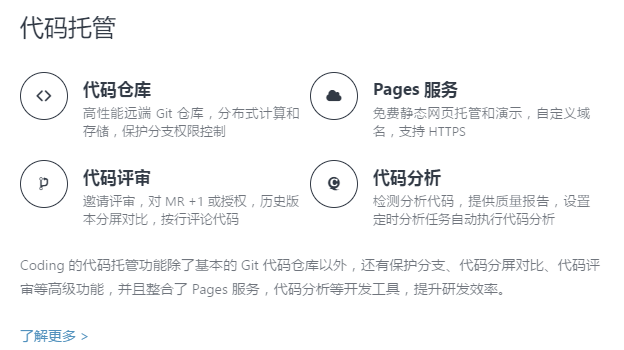 代码托管
代码仓库
高性能远端 Git 仓库，分布式计算和
存储，保护分支权限控制
Pages 服务
免费静态网页托管和演示，自定义域
名，支持 HTTPS
代码评审
邀请评审，对 MR +1 或授权，历史版
本分屏对比，按行评论代码
代码分析
检测分析代码，提供质量报告，设置
定时分析任务自动执行代码分析
Coding 的代码托管功能除了基本的 Git 代码仓库以外，还有保护分支、代码分屏对比、代码评
审等高级功能，并且整合了 Pages 服务，代码分析等开发工具，提升研发效率。
了解更多 >